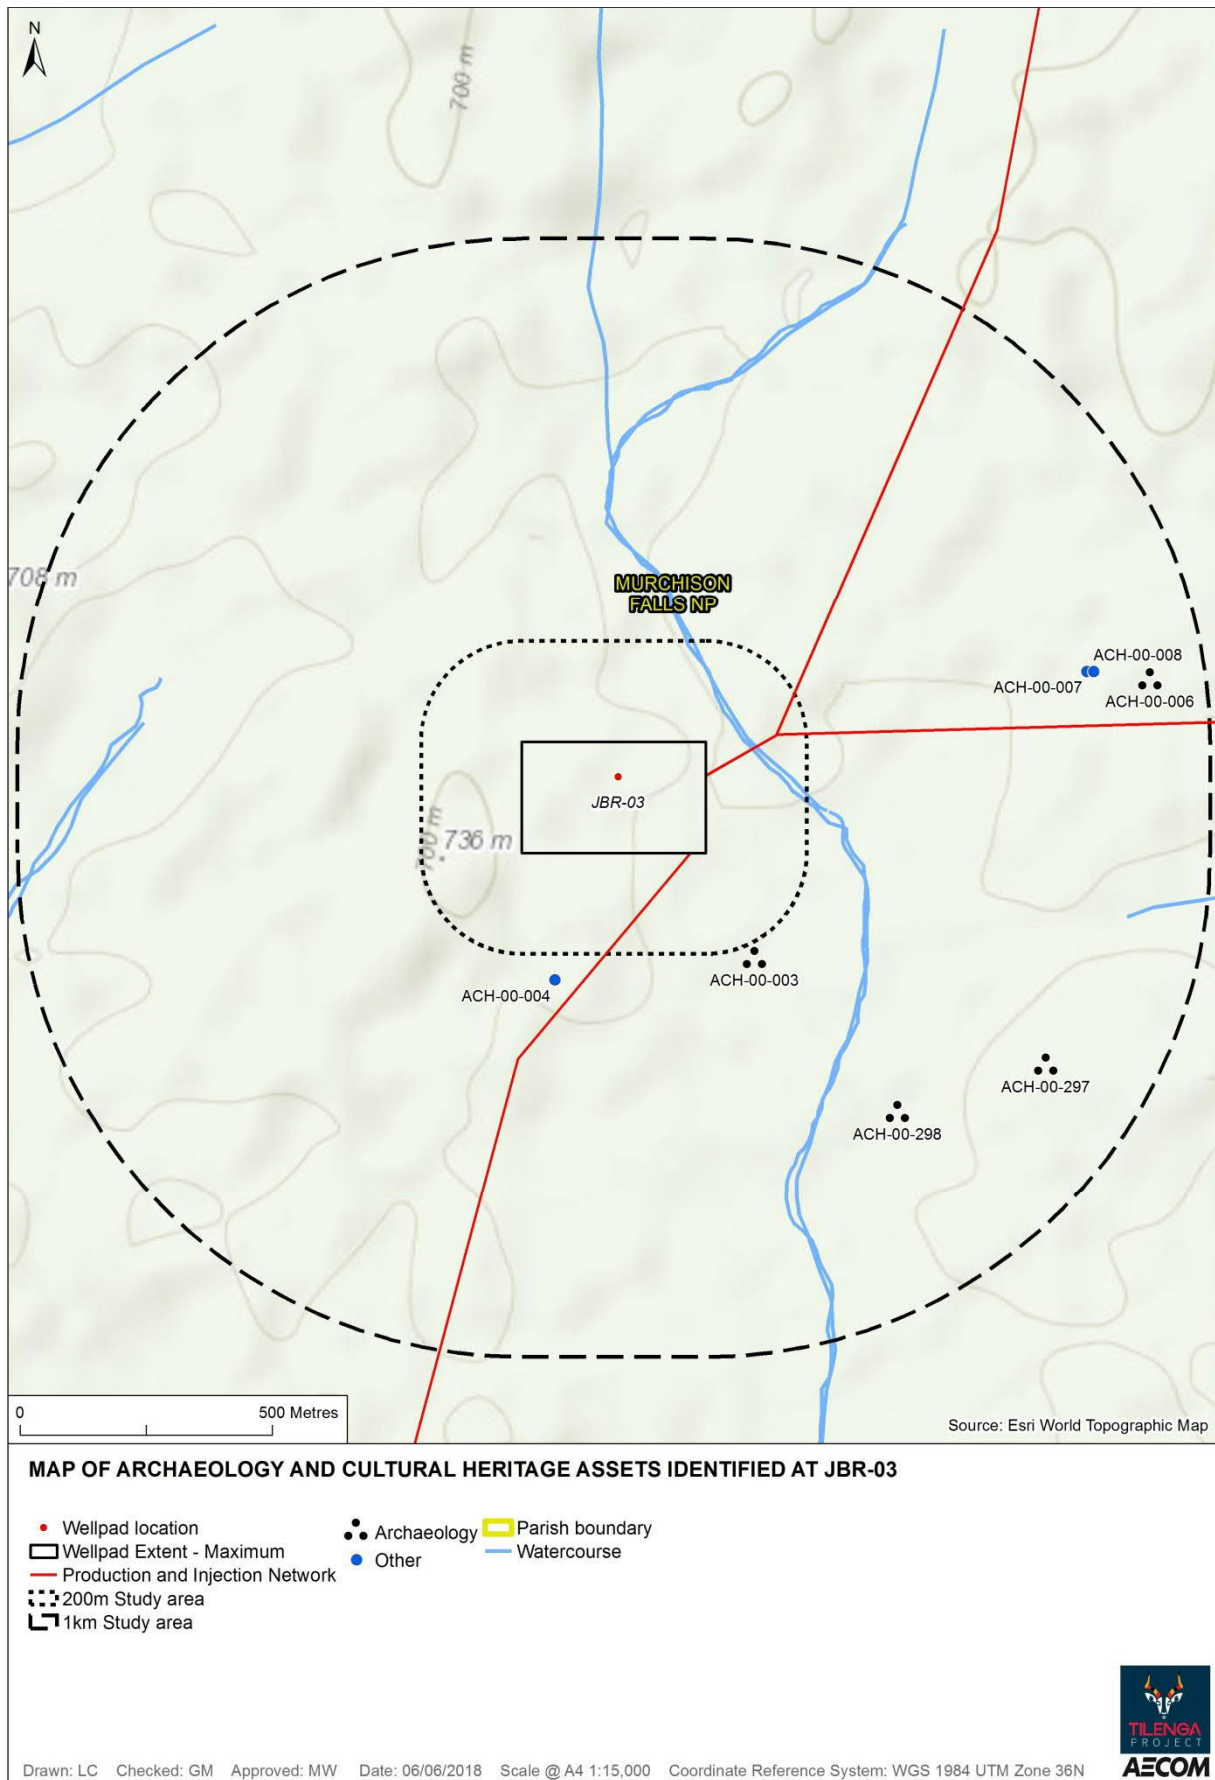 N
700 m
708 m
MURCHISON
FALLS NP
ACH-00-008
ACH-00-007
ACH-00-006
JBR-03
700 m
736 m
ACH-00-004
ACH-00-003
ACH-00-297
ACH-00-298
0 500 Metres
Source: Esri World Topographic Map
MAP OF ARCHAEOLOGY AND CULTURAL HERITAGE ASSETS IDENTIFIED AT JBR-03
Wellpad location
Wellpad Extent - Maximum
Production and Injection Network
200m Study area
1km Study area
Archaeology
Other
Parish boundary
Watercourse
TILENGA
PROJECT
AECOM
Drawn: LC Checked: GM Approved: MW Date: 06/06/2018 Scale @ A4 1:15,000 Coordinate Reference System: WGS 1984 UTM Zone 36N